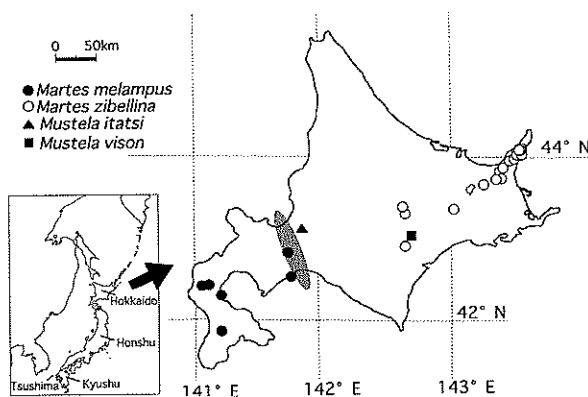 0 50km
● Martes melampus
○ Martes zibellina
▲ Mustela itatsi
■ Mustela vison
44° N
42° N
141° E
142° E
143° E
Hokkaido
Honshu
Tsushima
Kyushu